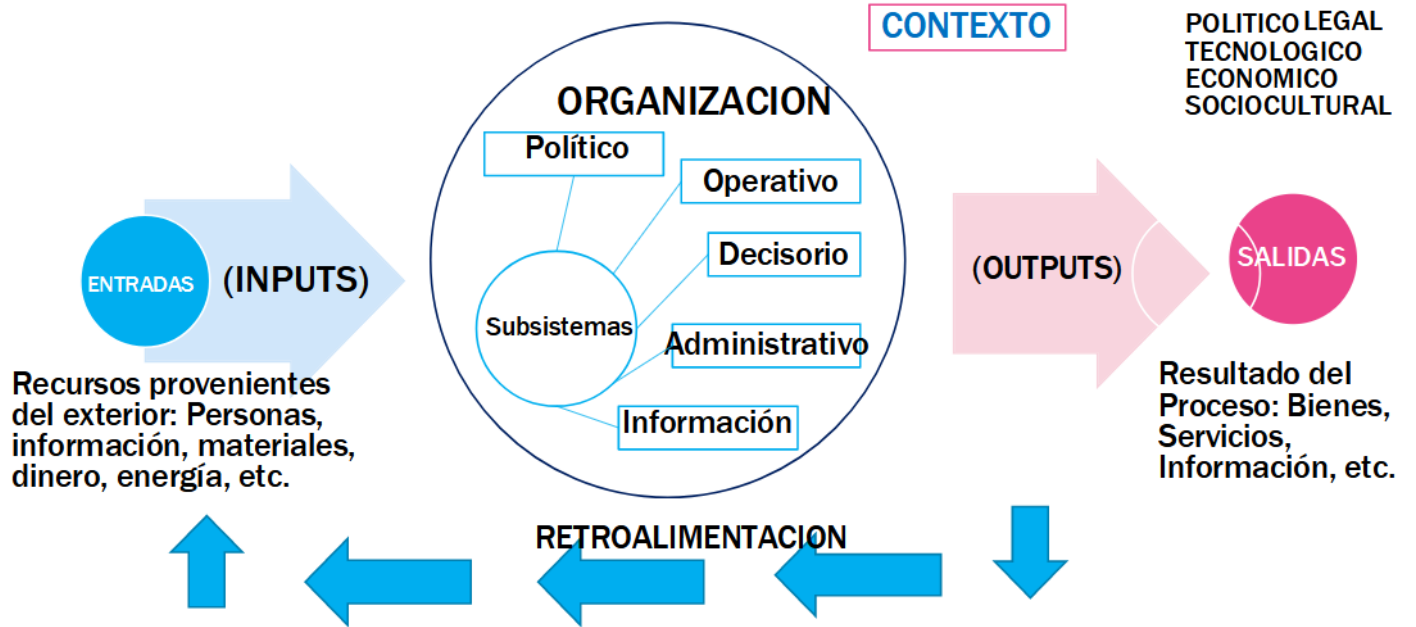 CONTEXTO
POLITICO LEGAL
TECNOLOGICO
ECONOMICO
SOCIOCULTURAL
ORGANIZACION
Político
Operativo
Decisorio
Subsistemas
Administrativo
Información
ENTRADAS
(INPUTS)
Recursos provenientes
del exterior: Personas,
información, materiales,
dinero, energía, etc.
(OUTPUTS)
SALIDAS
Resultado del
Proceso: Bienes,
Servicios,
Información, etc.
RETROALIMENTACION